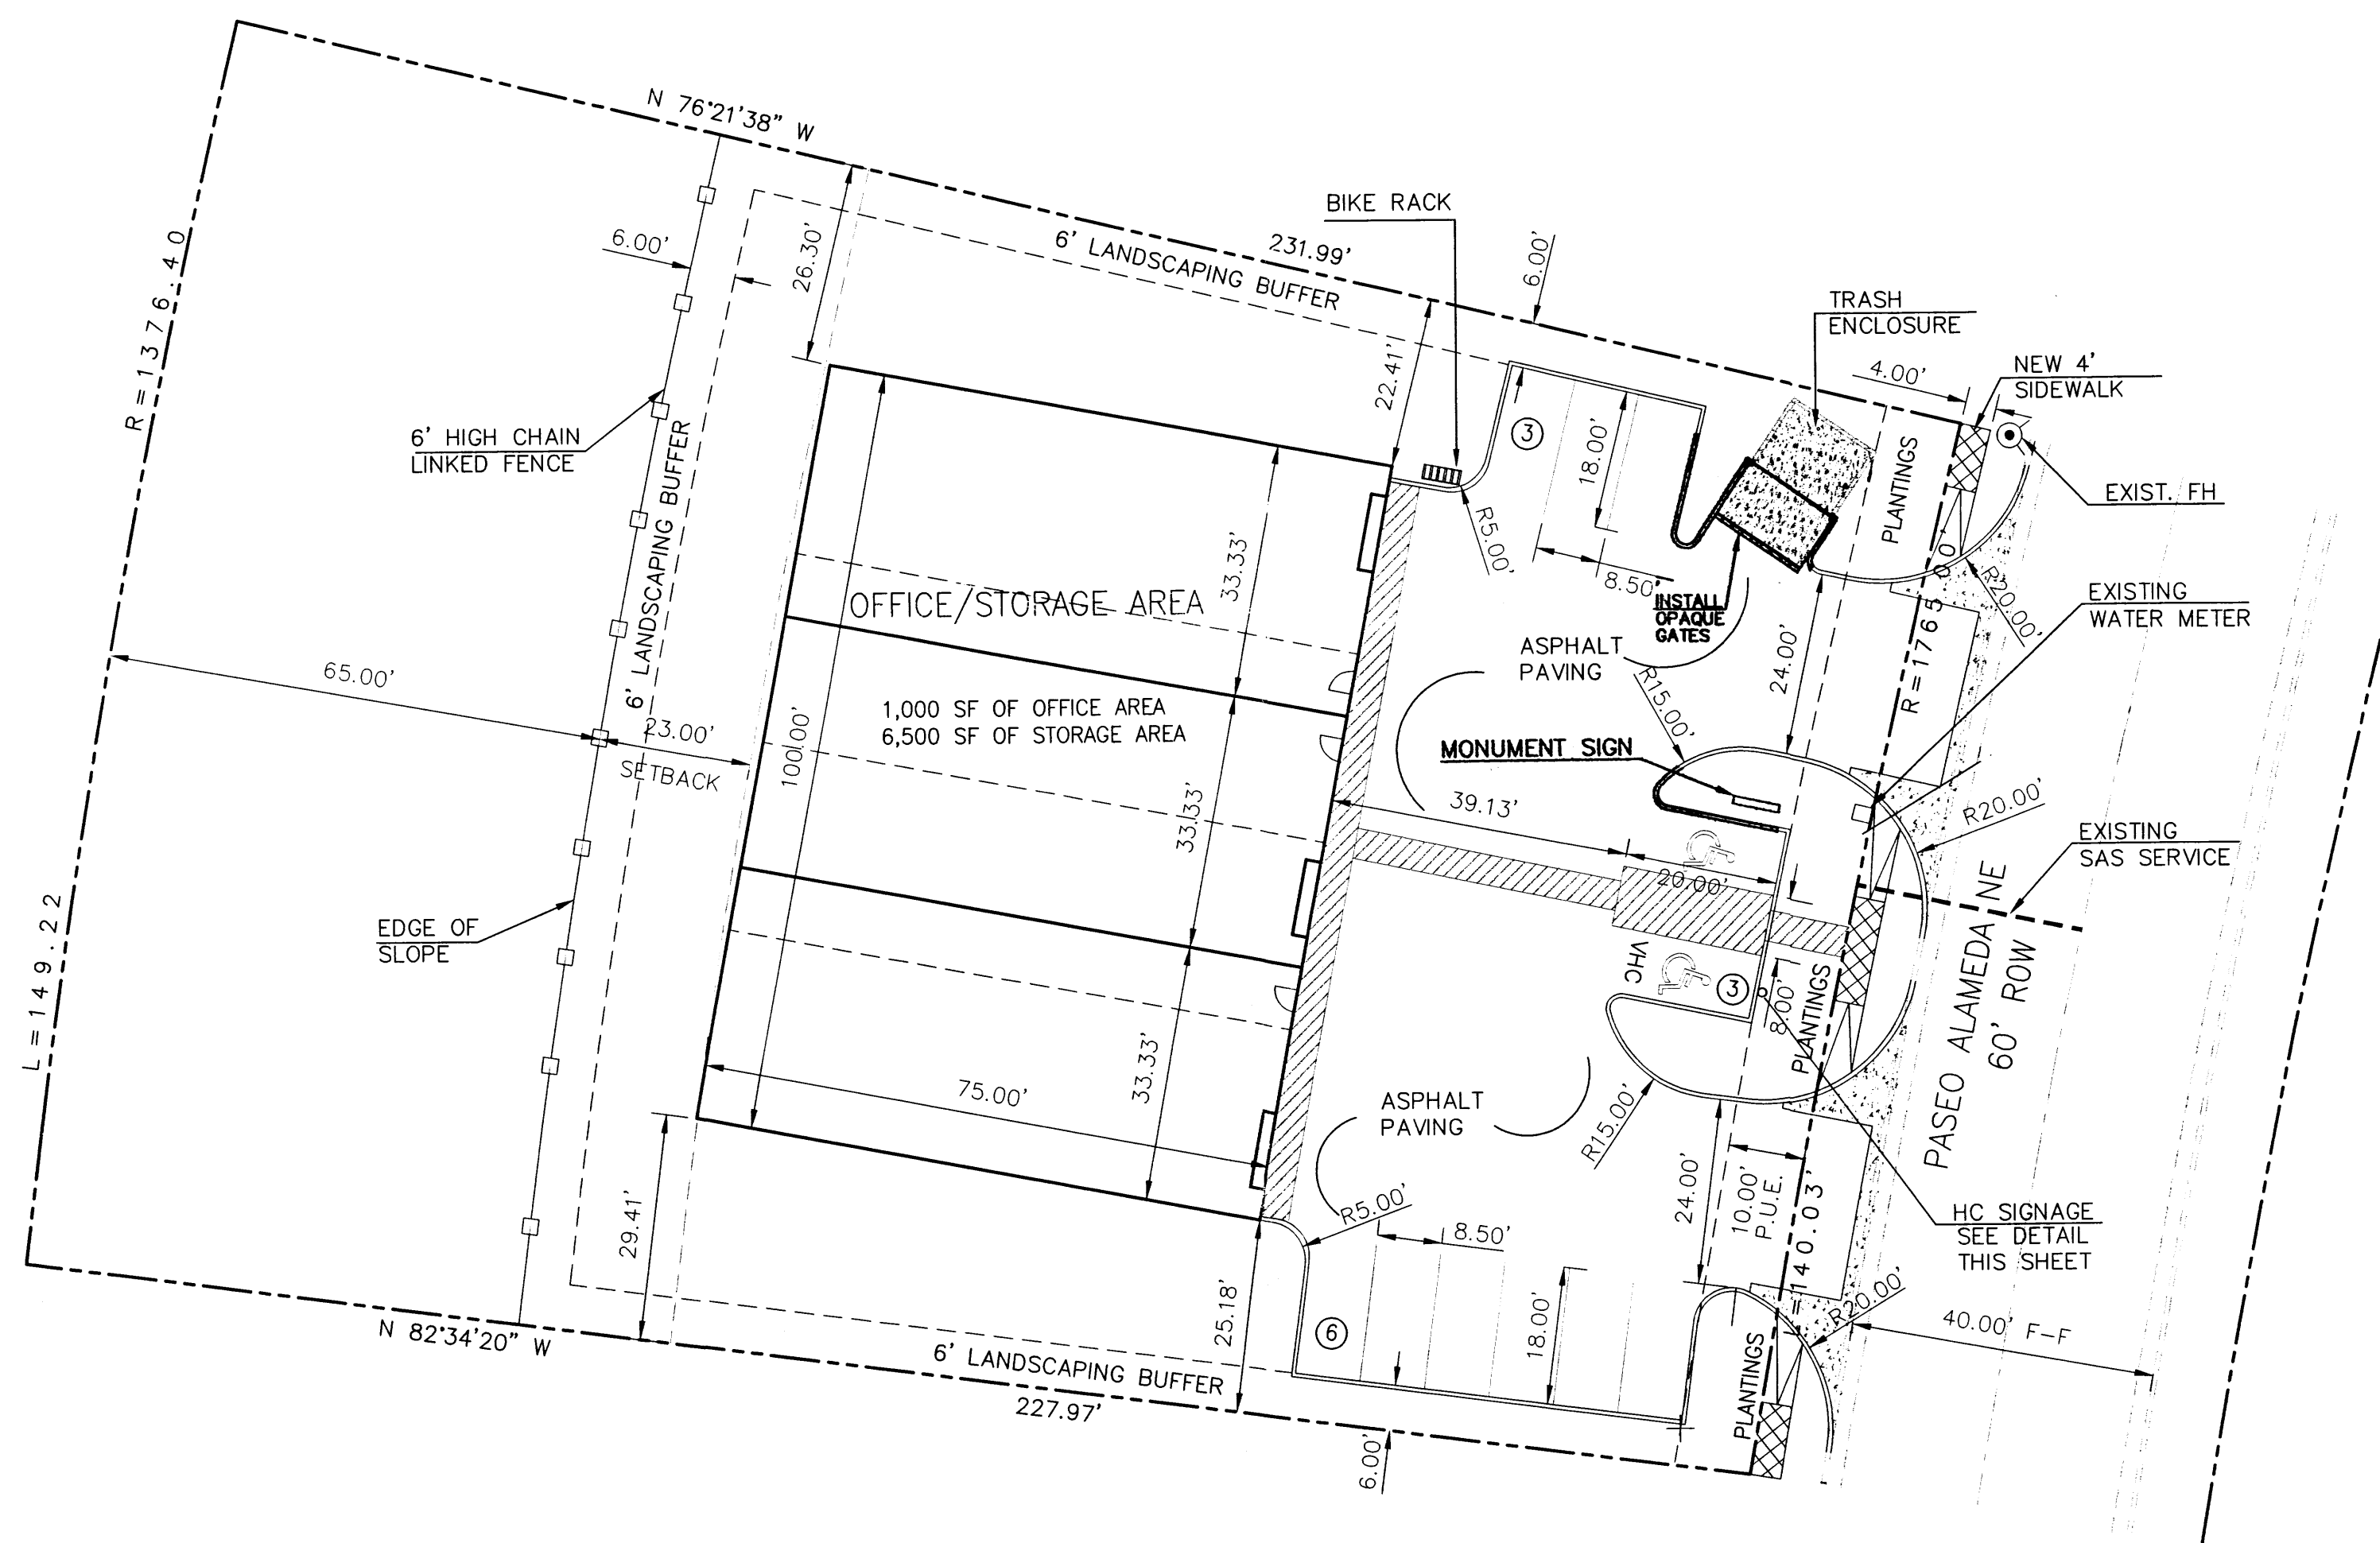 N 76°21'38" W
231.99'
R=1376.40
L=149.22
6.00'
26.30'
6' LANDSCAPING BUFFER
BIKE RACK
6.00'
22.41'
TRASH
ENCLOSURE
4.00'
NEW 4'
SIDEWALK
6' HIGH CHAIN
LINKED FENCE
6' LANDSCAPING BUFFER
3
18.00'
R5.00'
8.50'
PLANTINGS
EXIST. FH
R20.00'
INSTALL
OPAQUE
GATES
OFFICE/STORAGE AREA
33.33'
ASPHALT
PAVING
24.00'
R=1765.00
EXISTING
WATER METER
65.00'
23.00'
SETBACK
100.00'
1,000 SF OF OFFICE AREA
6,500 SF OF STORAGE AREA
33.33'
R15.00'
MONUMENT SIGN
39.13'
20.00'
R20.00'
EXISTING
SAS SERVICE
EDGE OF
SLOPE
VHC
3
8.00'
PLANTINGS
PASEO ALAMEDA NE
60' ROW
75.00'
33.33'
ASPHALT
PAVING
R15.00'
24.00'
10.00'
P.U.E.
=140.03'
HC SIGNAGE
SEE DETAIL
THIS SHEET
29.41'
R5.00'
8.50'
25.18'
6
18.00'
PLANTINGS
R20.00'
40.00' F-F
N 82°34'20" W
6' LANDSCAPING BUFFER
227.97'
6.00'